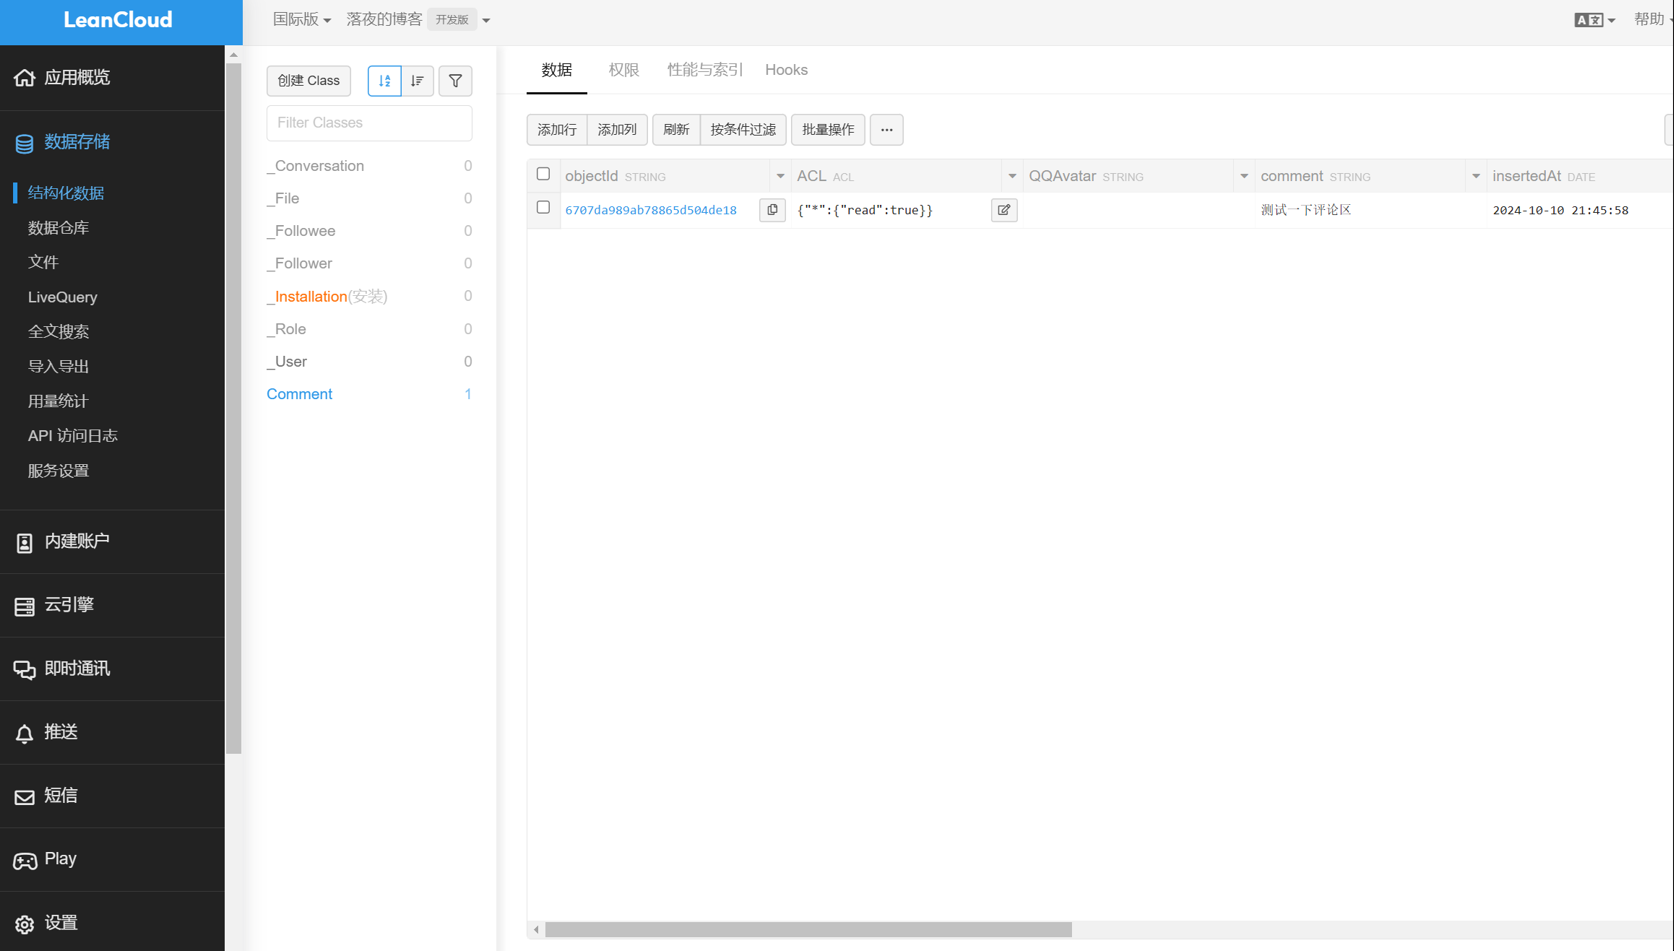 LeanCloud
国际版 落夜的博客 开发版
A文 帮助
应用概览
数据存储
结构化数据
数据仓库
文件
LiveQuery
全文搜索
导入导出
用量统计
API 访问日志
服务设置
内建账户
云引擎
即时通讯
推送
短信
Play
设置
创建 Class
Filter Classes
_Conversation 0
_File 0
_Followee 0
_Follower 0
_Installation(安装) 0
_Role 0
_User 0
Comment 1
数据 权限 性能与索引 Hooks
添加行 添加列 刷新 按条件过滤 批量操作 ···
objectId STRING ACL ACL QQAvatar STRING comment STRING insertedAt DATE
6707da989ab78865d504de18 {"*":{"read":true}} 测试一下评论区 2024-10-10 21:45:58